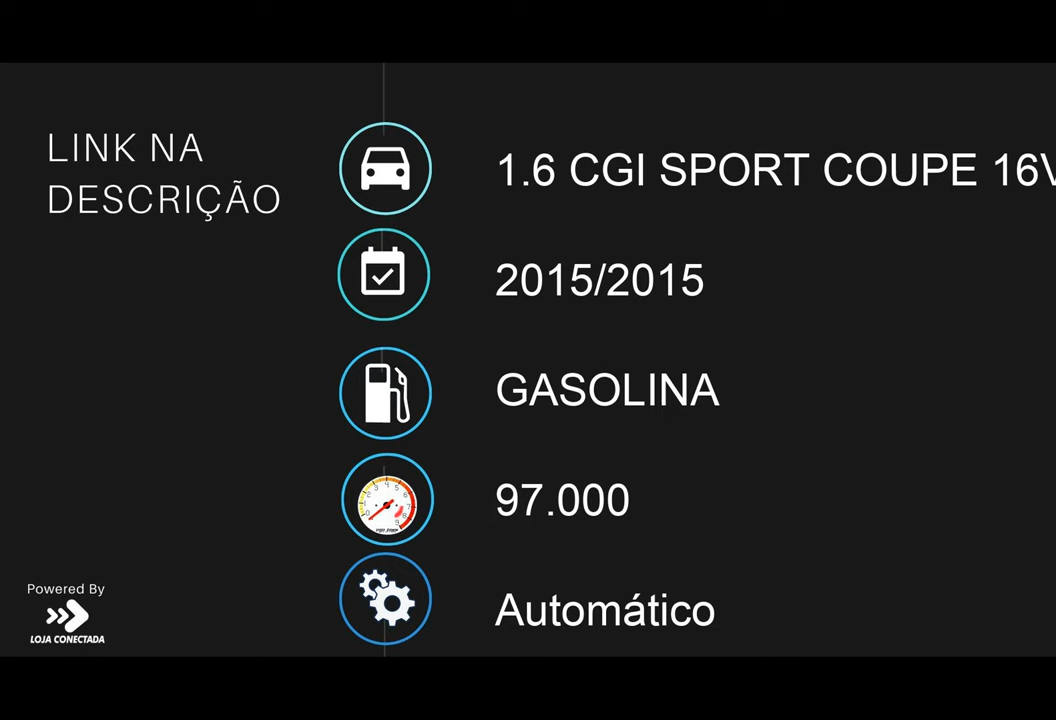 LINK NA
DESCRIÇÃO
1.6 CGI SPORT COUPE 16V
2015/2015
GASOLINA
97.000
Automático
Powered By
LOJA CONECTADA